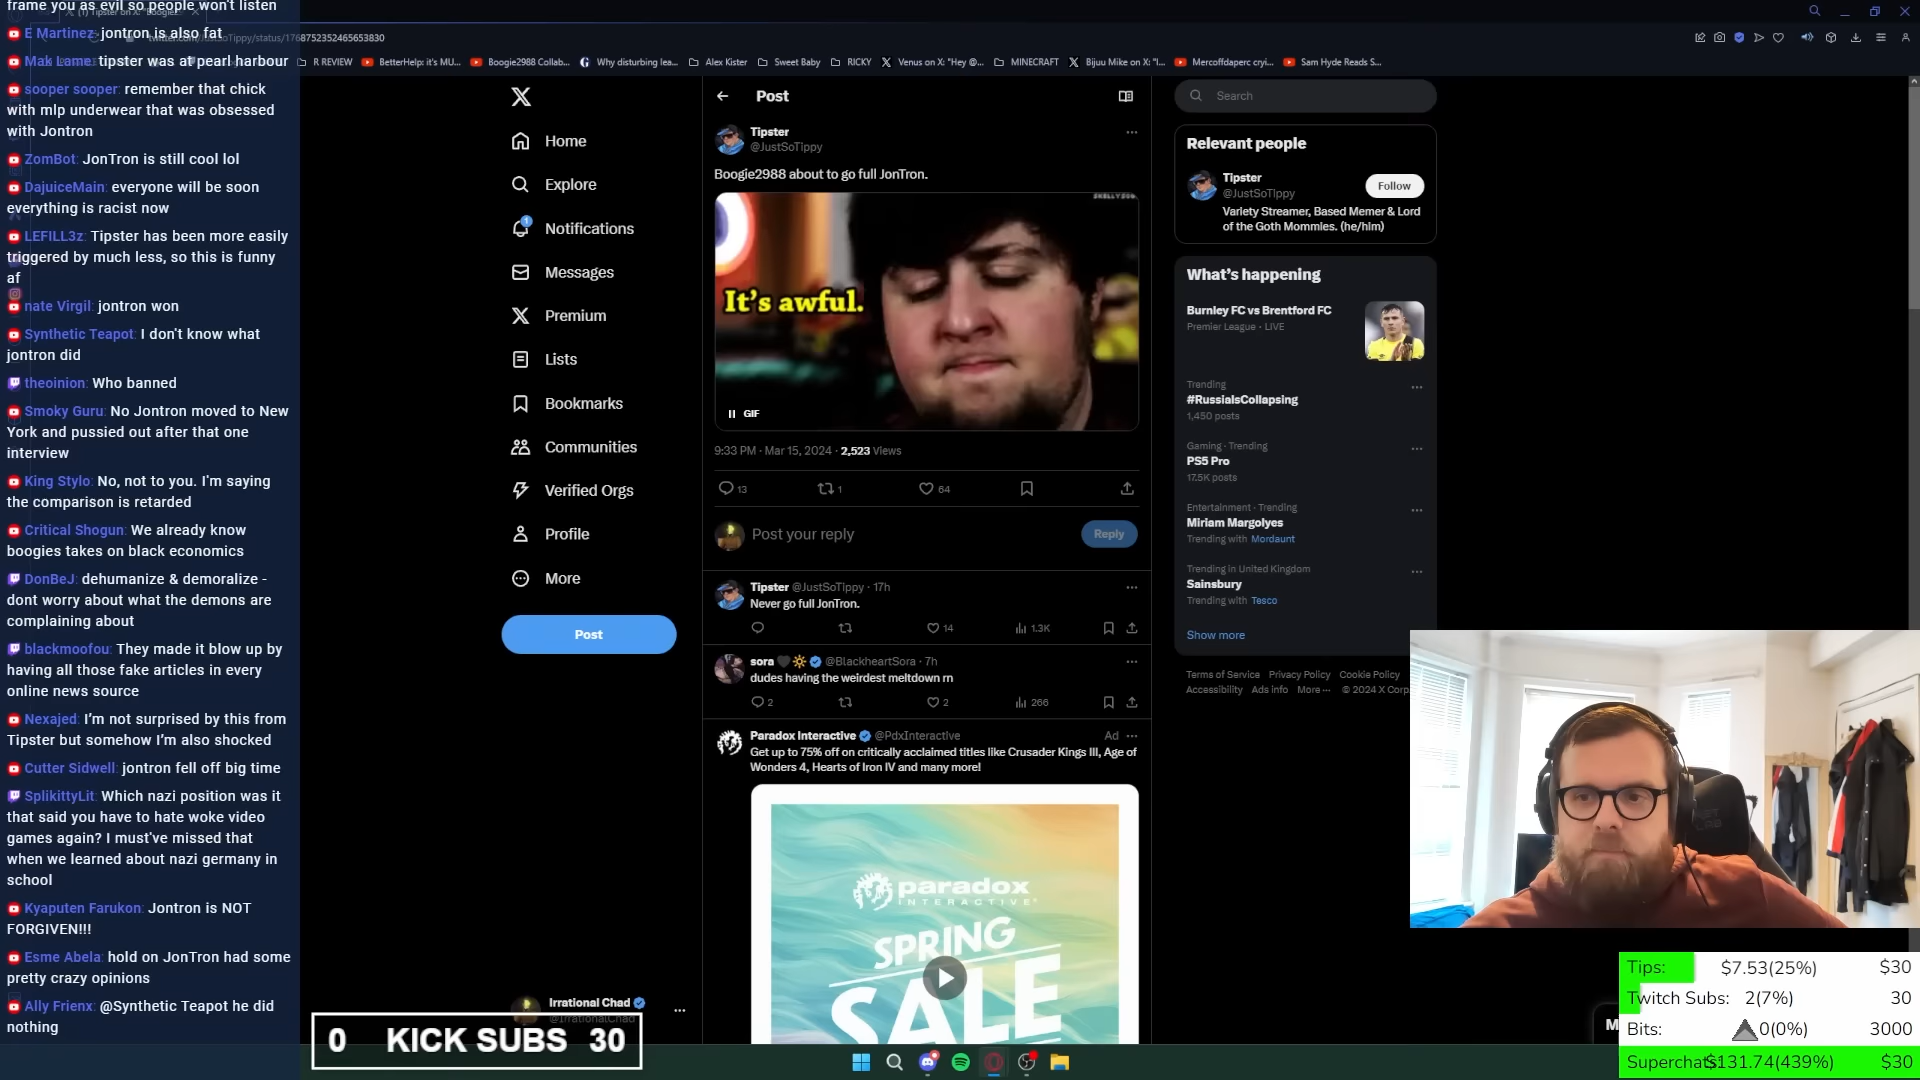 frame you as evil so people won't listen
E Martinez: jontron is also fat
Mak Lame: tipster was at pearl harbour
sooper sooper: remember that chick
with mlp underwear that was obsessed
with Jontron
ZomBot: JonTron is still cool lol
DajuiceMain: everyone will be soon
everything is racist now
LEFILL3z: Tipster has been more easily
triggered by much less, so this is funny
af
nate Virgil: jontron won
Synthetic Teapot: I don't know what
jontron did
theoinion: Who banned
Smoky Guru: No Jontron moved to New
York and pussied out after that one
interview
King Stylo: No, not to you. I'm saying
the comparison is retarded
Critical Shogun: We already know
boogies takes on black economics
DonBeJ: dehumanize & demoralize -
dont worry about what the demons are
complaining about
blackmoofou: They made it blow up by
having all those fake articles in every
online news source
Nexajed: I'm not surprised by this from
Tipster but somehow I'm also shocked
Cutter Sidwell: jontron fell off big time
SplikittyLit: Which nazi position was it
that said you have to hate woke video
games again? I must've missed that
when we learned about nazi germany in
school
Kyaputen Farukon: Jontron is NOT
FORGIVEN!!!
Esme Abela: hold on JonTron had some
pretty crazy opinions
Ally Frienx: @Synthetic Teapot he did
nothing
(1) Tipster on X: "Boogie2...
twitter.com/JustSoTippy/status/1768752352465653830
R REVIEW
BetterHelp: it's MU...
Boogie2988 Collab...
Why disturbing lea...
Alex Kister
Sweet Baby
RICKY
Venus on X: "Hey @...
MINECRAFT
Bijuu Mike on X: "I...
Mercoffdaperc cryi...
Sam Hyde Reads S...
Home
Explore
1
Notifications
Messages
Premium
Lists
Bookmarks
Communities
Verified Orgs
Profile
More
Post
Irrational Chad
@IrrationalChad
0 KICK SUBS 30
Post
Tipster
@JustSoTippy
Boogie2988 about to go full JonTron.
SKELLYDOG
It's awful.
GIF
9:33 PM · Mar 15, 2024 · 2,523 Views
13 1 64
Post your reply
Reply
Tipster @JustSoTippy · 17h
Never go full JonTron.
14 1.3K
sora @BlackheartSora · 7h
dudes having the weirdest meltdown rn
2 2 266
Paradox Interactive @PdxInteractive Ad
Get up to 75% off on critically acclaimed titles like Crusader Kings III, Age of
Wonders 4, Hearts of Iron IV and many more!
paradox
INTERACTIVE
SPRING
SALE
Search
Relevant people
Tipster
@JustSoTippy
Follow
Variety Streamer, Based Memer & Lord
of the Goth Mommies. (he/him)
What's happening
Burnley FC vs Brentford FC
Premier League · LIVE
Trending
#RussiaIsCollapsing
1,450 posts
Gaming · Trending
PS5 Pro
17.5K posts
Entertainment · Trending
Miriam Margolyes
Trending with Mordaunt
Trending in United Kingdom
Sainsbury
Trending with Tesco
Show more
Terms of Service Privacy Policy Cookie Policy
Accessibility Ads info More ··· © 2024 X Corp.
Tips: $7.53(25%) $30
Twitch Subs: 2(7%) 30
Bits: 0(0%) 3000
Superchats: $131.74(439%) $30